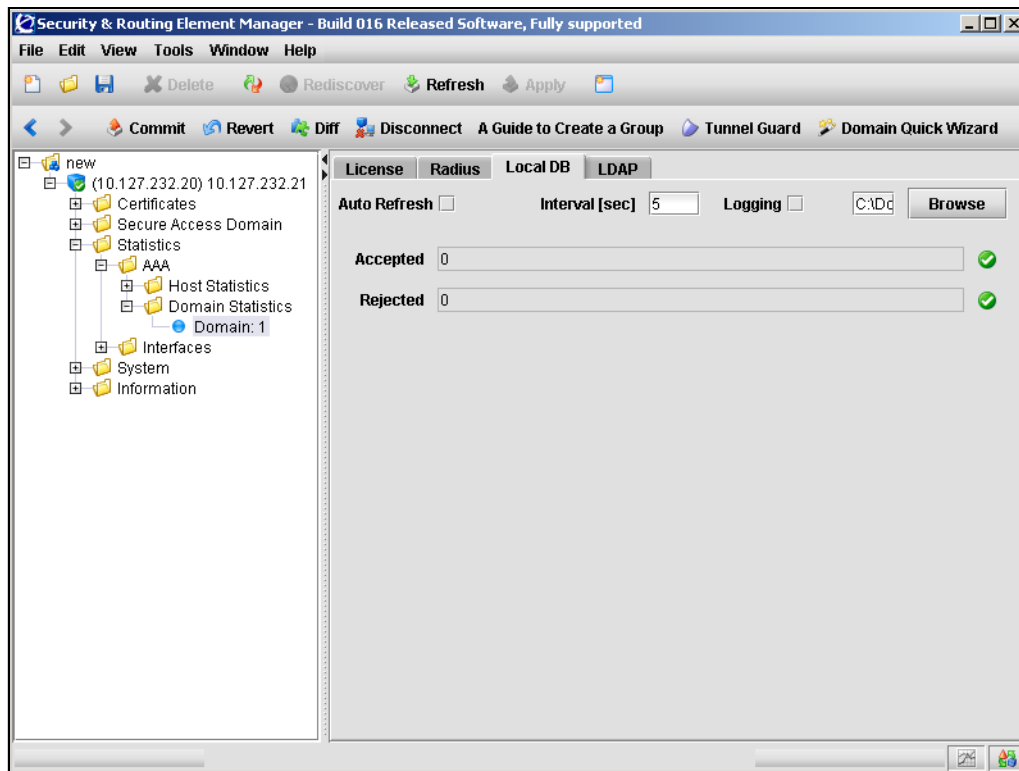 Security & Routing Element Manager - Build 016 Released Software, Fully supported
File Edit View Tools Window Help
Delete Rediscover Refresh Apply
Commit Revert Diff Disconnect A Guide to Create a Group Tunnel Guard Domain Quick Wizard
new
(10.127.232.20) 10.127.232.21
Certificates
Secure Access Domain
Statistics
AAA
Host Statistics
Domain Statistics
Domain: 1
Interfaces
System
Information
License Radius Local DB LDAP
Auto Refresh Interval [sec] 5 Logging C:\Dc Browse
Accepted 0
Rejected 0